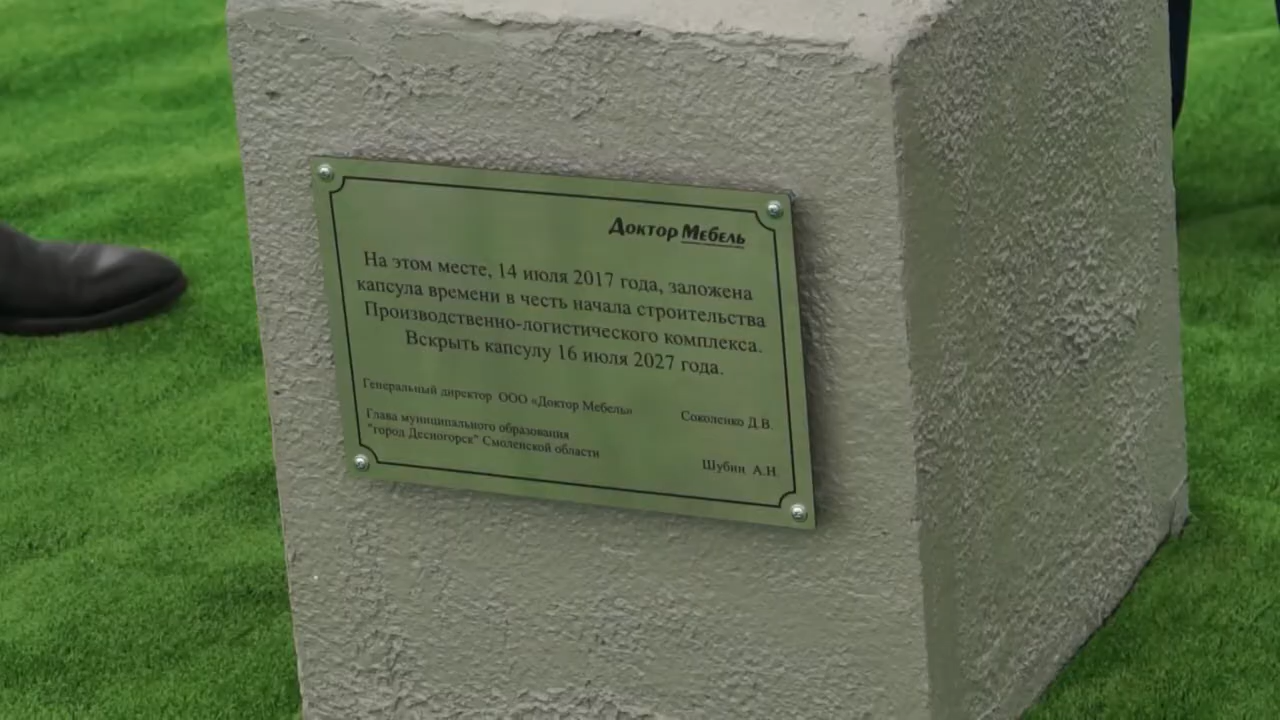 Доктор Мебель
На этом месте, 14 июля 2017 года, заложена
капсула времени в честь начала строительства
Производственно-логистического комплекса.
Вскрыть капсулу 16 июля 2027 года.
Генеральный директор ООО «Доктор Мебель» Соколенко Д.В.
Глава муниципального образования
"город Десногорск" Смоленской области Шубин А.Н.